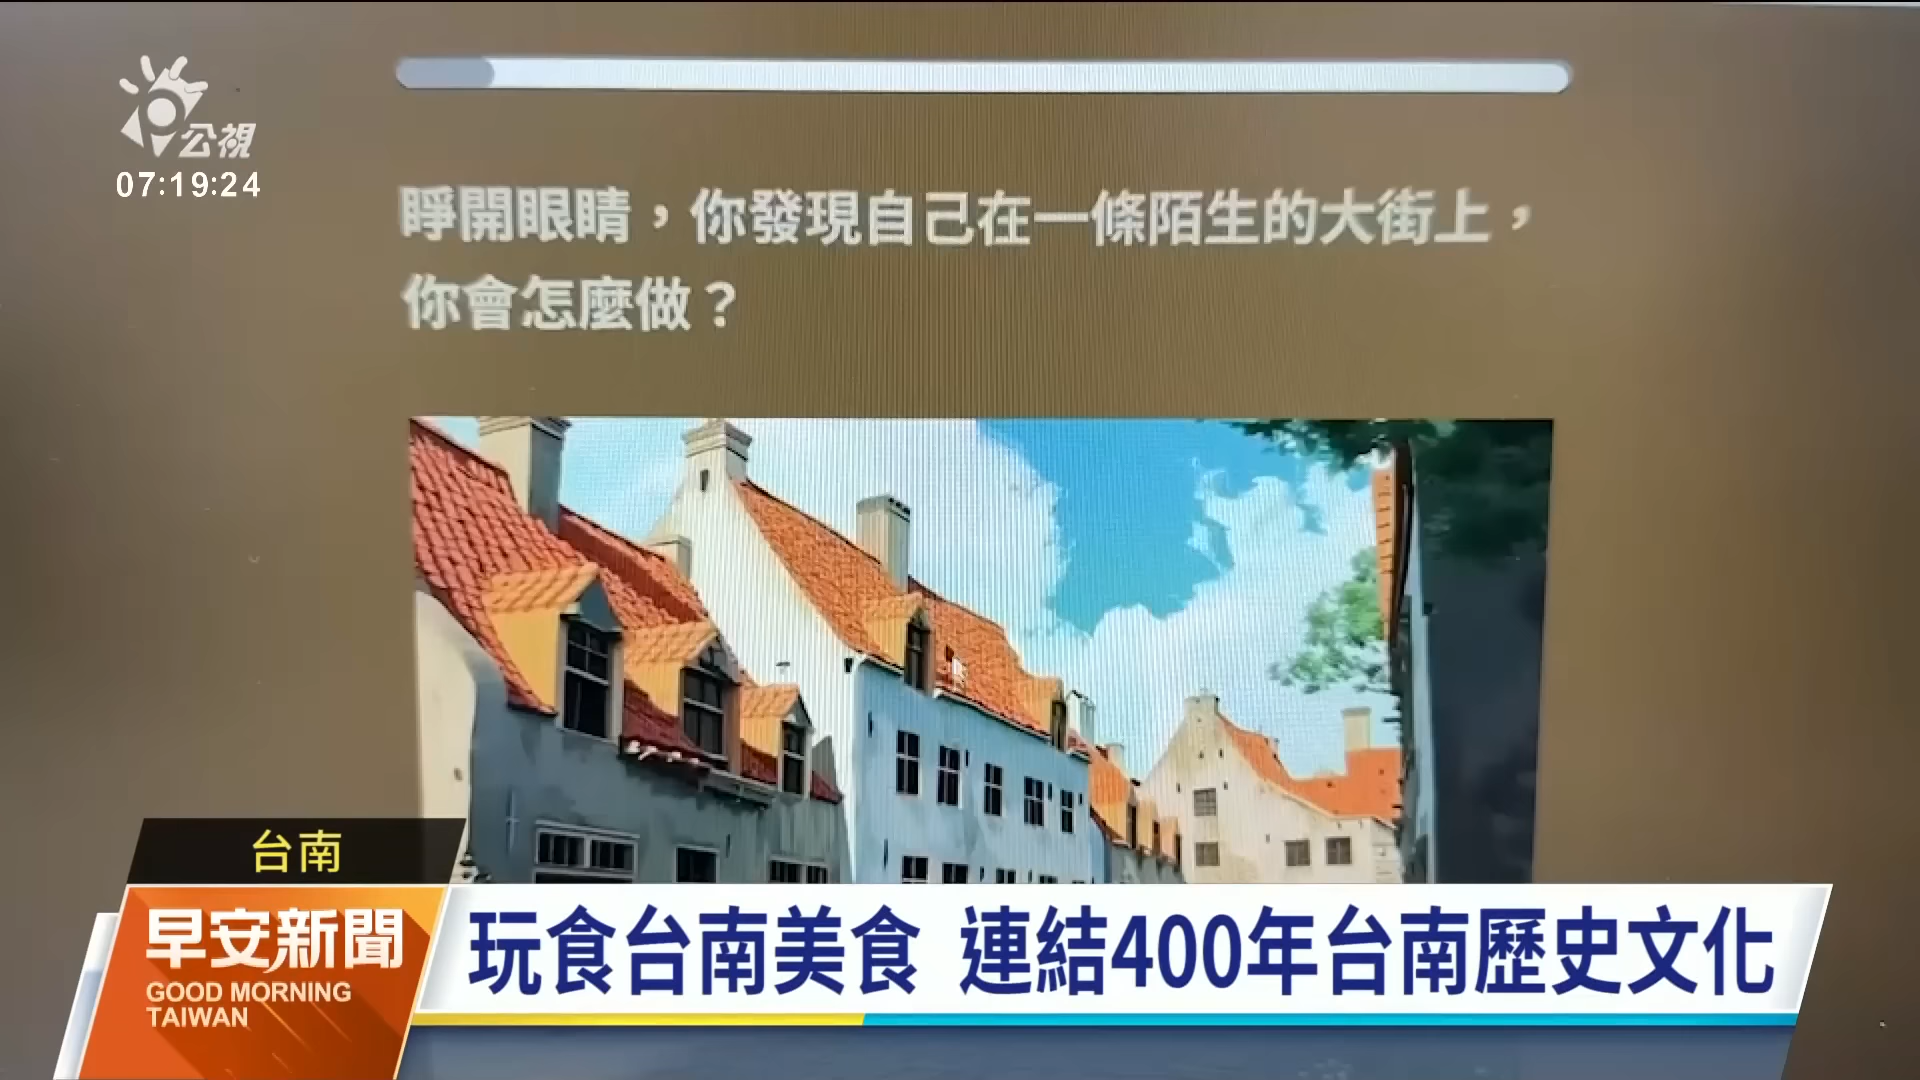 公視
07:19:24
睜開眼睛，你發現自己在一條陌生的大街上，
你會怎麼做？
台南
早安新聞
GOOD MORNING
TAIWAN
玩食台南美食 連結400年台南歷史文化